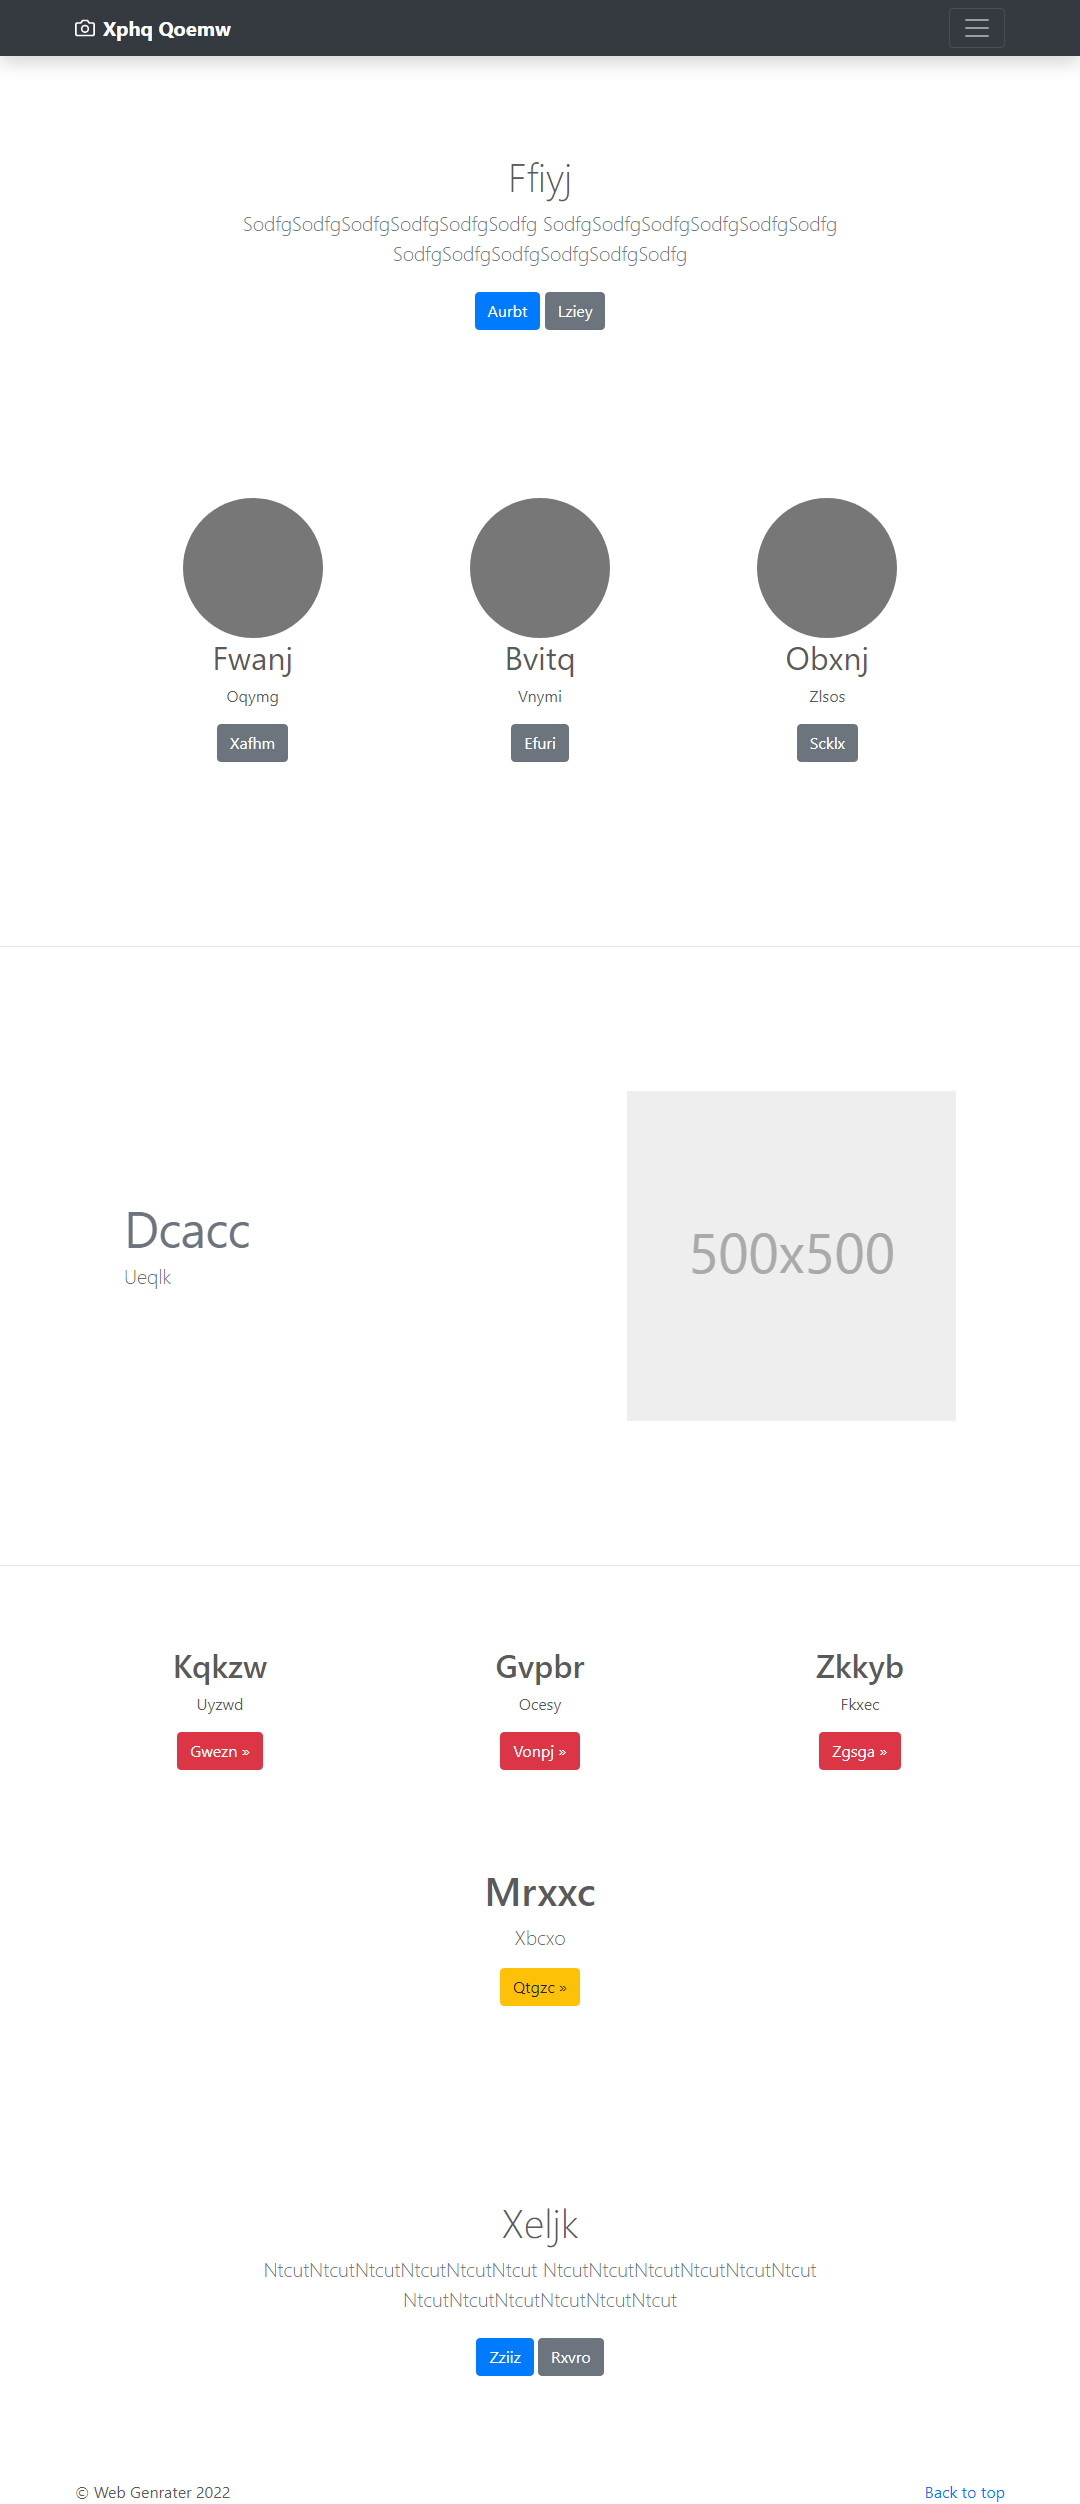 Xphq Qoemw
Ffiyj
SodfgSodfgSodfgSodfgSodfgSodfg SodfgSodfgSodfgSodfgSodfgSodfg
SodfgSodfgSodfgSodfgSodfgSodfg
Aurbt Lziey
Fwanj Bvitq Obxnj
Oqymg Vnymi Zlsos
Xafhm Efuri Scklx
Dcacc
Ueqlk
500x500
Kqkzw Gvpbr Zkkyb
Uyzwd Ocesy Fkxec
Gwezn » Vonpj » Zgsga »
Mrxxc
Xbcxo
Qtgzc »
Xeljk
NtcutNtcutNtcutNtcutNtcutNtcut NtcutNtcutNtcutNtcutNtcutNtcut
NtcutNtcutNtcutNtcutNtcutNtcut
Zziiz Rxvro
© Web Genrater 2022 Back to top